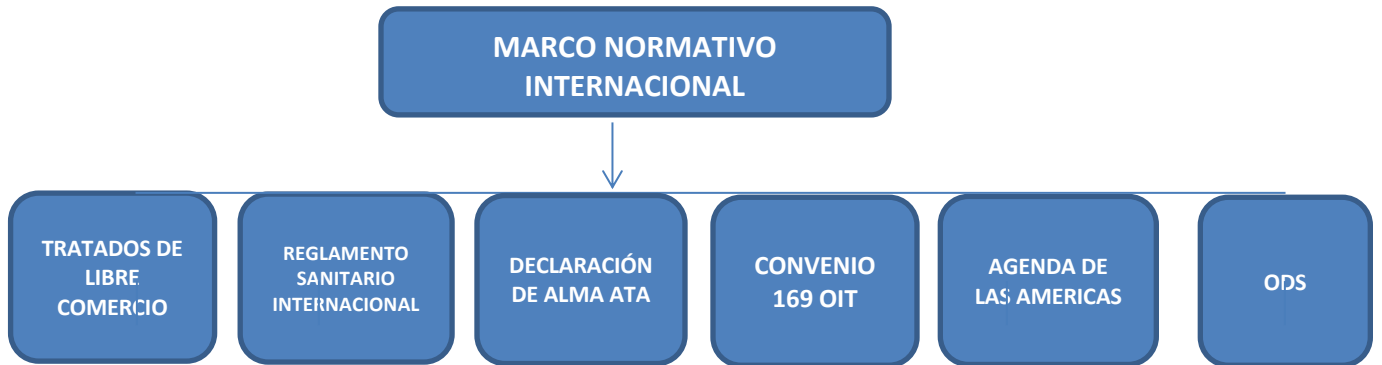 MARCO NORMATIVO
INTERNACIONAL
TRATADOS DE
LIBRE
COMERCIO
REGLAMENTO
SANITARIO
INTERNACIONAL
DECLARACIÓN
DE ALMA ATA
CONVENIO
169 OIT
AGENDA DE
LAS AMERICAS
ODS